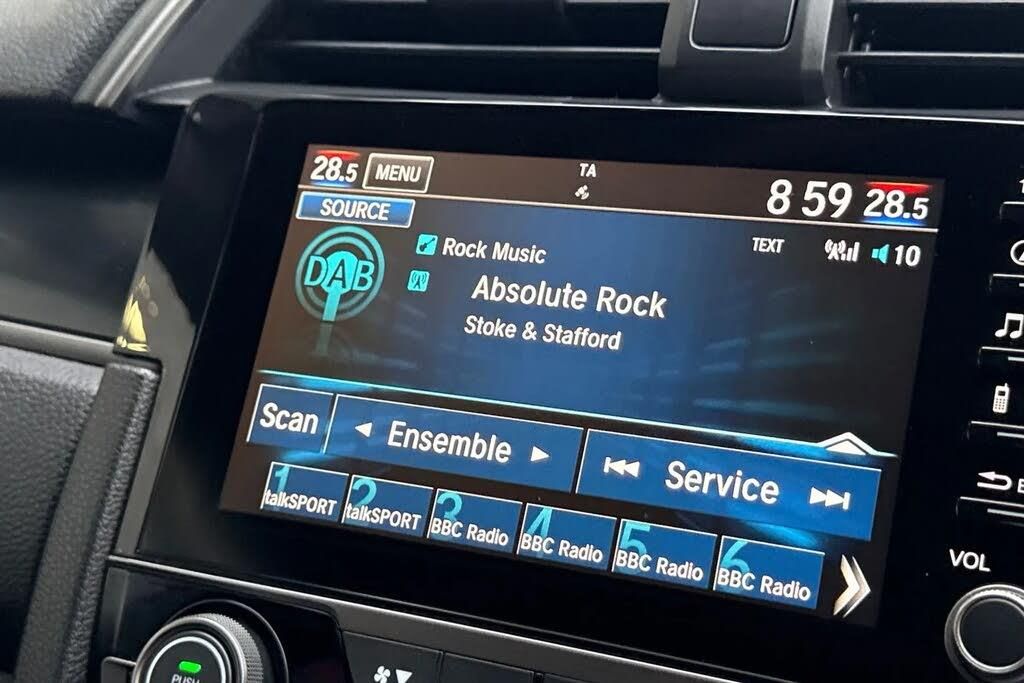 28.5 MENU TA 8 59 28.5
SOURCE
DAB
Rock Music TEXT 10
Absolute Rock
Stoke & Stafford
Scan ◄ Ensemble ► Service
1 talkSPORT
2 talkSPORT
3 BBC Radio
4 BBC Radio
5 BBC Radio
6 BBC Radio
VOL
PUSH